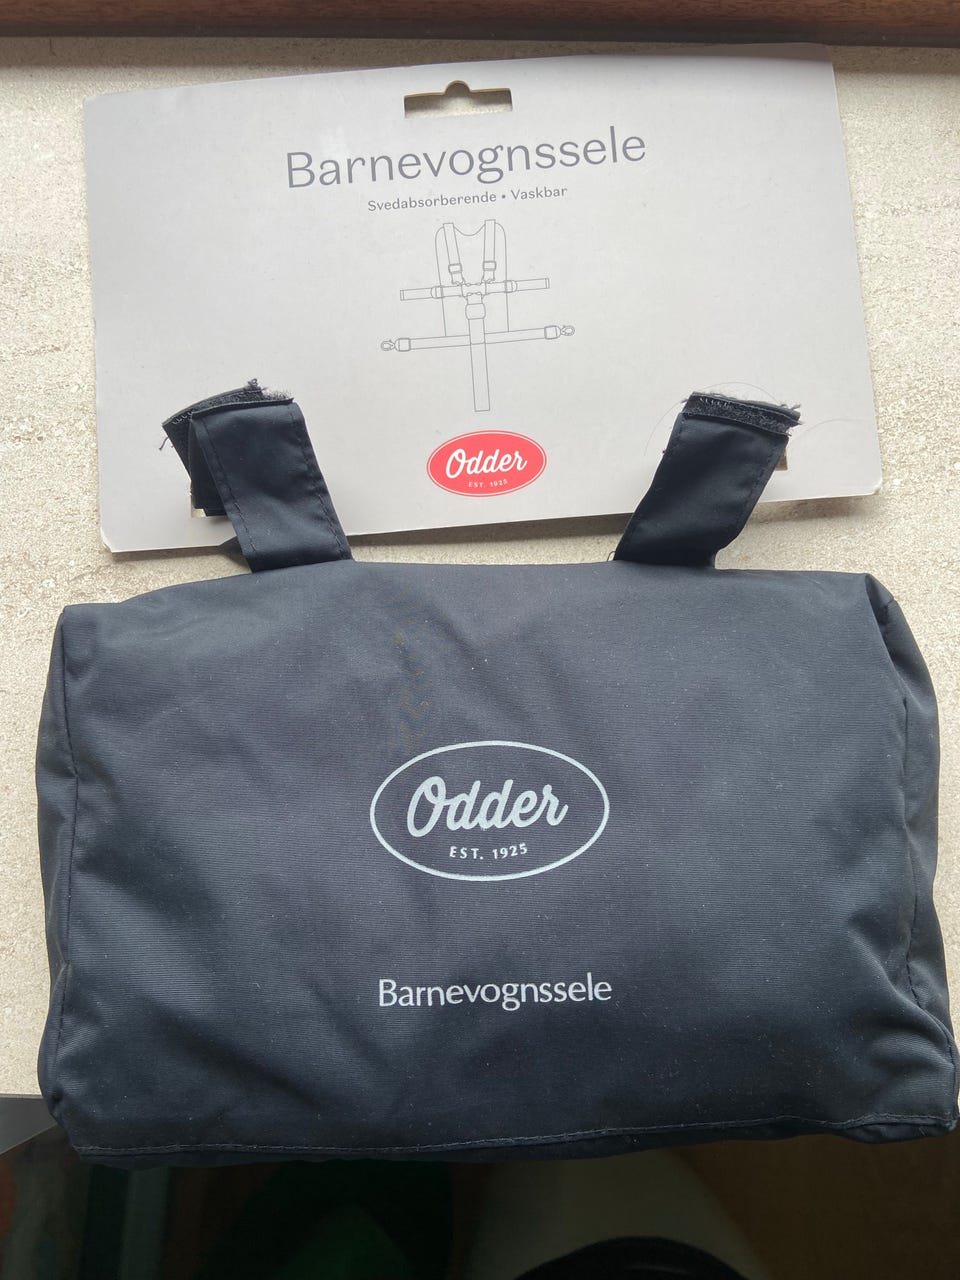 Barnevognssele
Svedabsorberende • Vaskbar
Odder
EST. 1925
Odder
EST. 1925
Barnevognssele